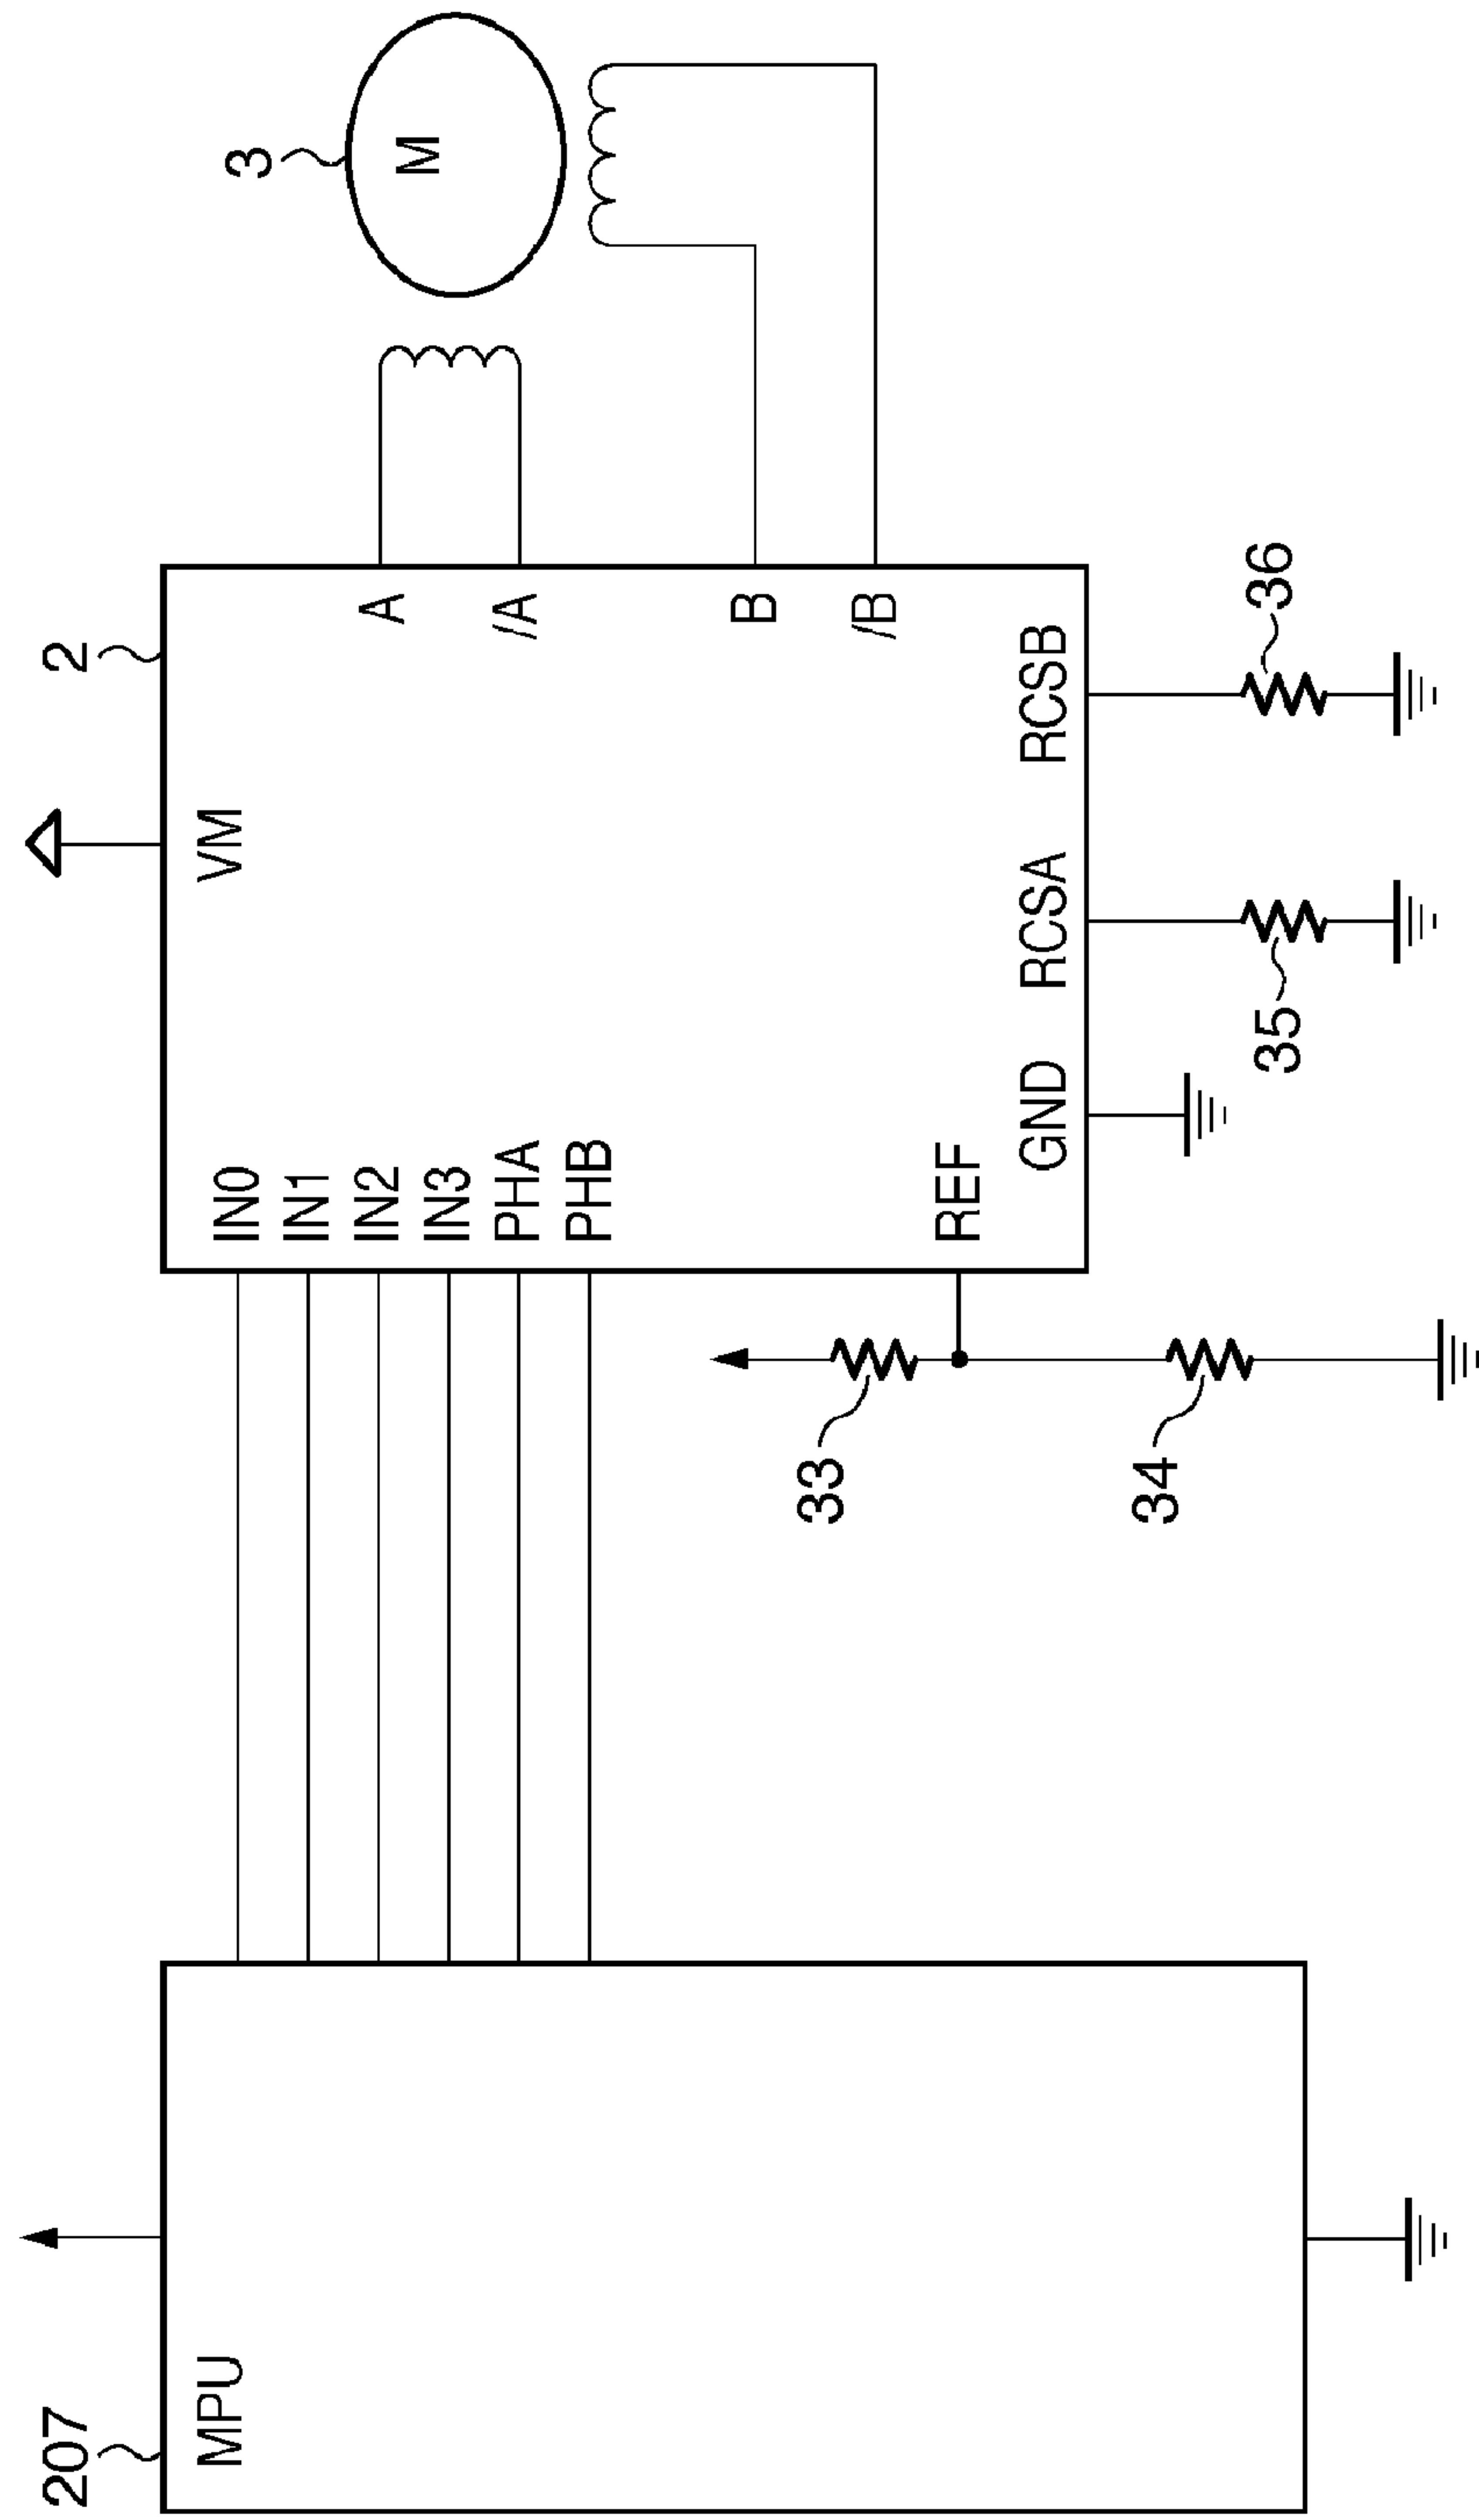 207
MPU
2
VM
IN0
IN1
IN2
IN3
PHA
PHB
REF
GND
RCSA
RCSB
A
/A
B
/B
3
M
33
34
35
36